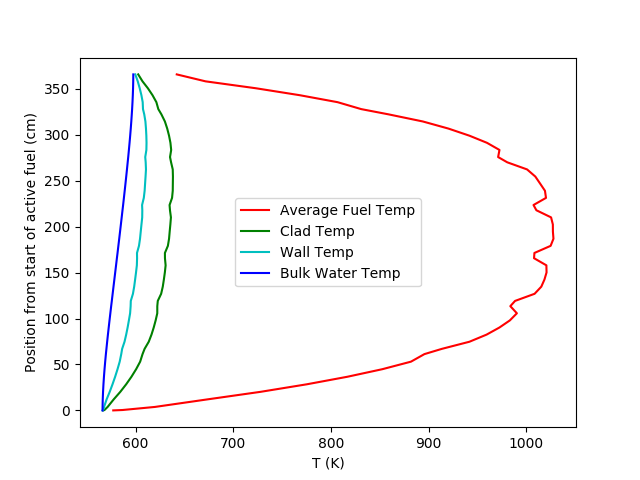 350
300
250
200
150
100
50
0
Position from start of active fuel (cm)
Average Fuel Temp
Clad Temp
Wall Temp
Bulk Water Temp
600 700 800 900 1000
T (K)